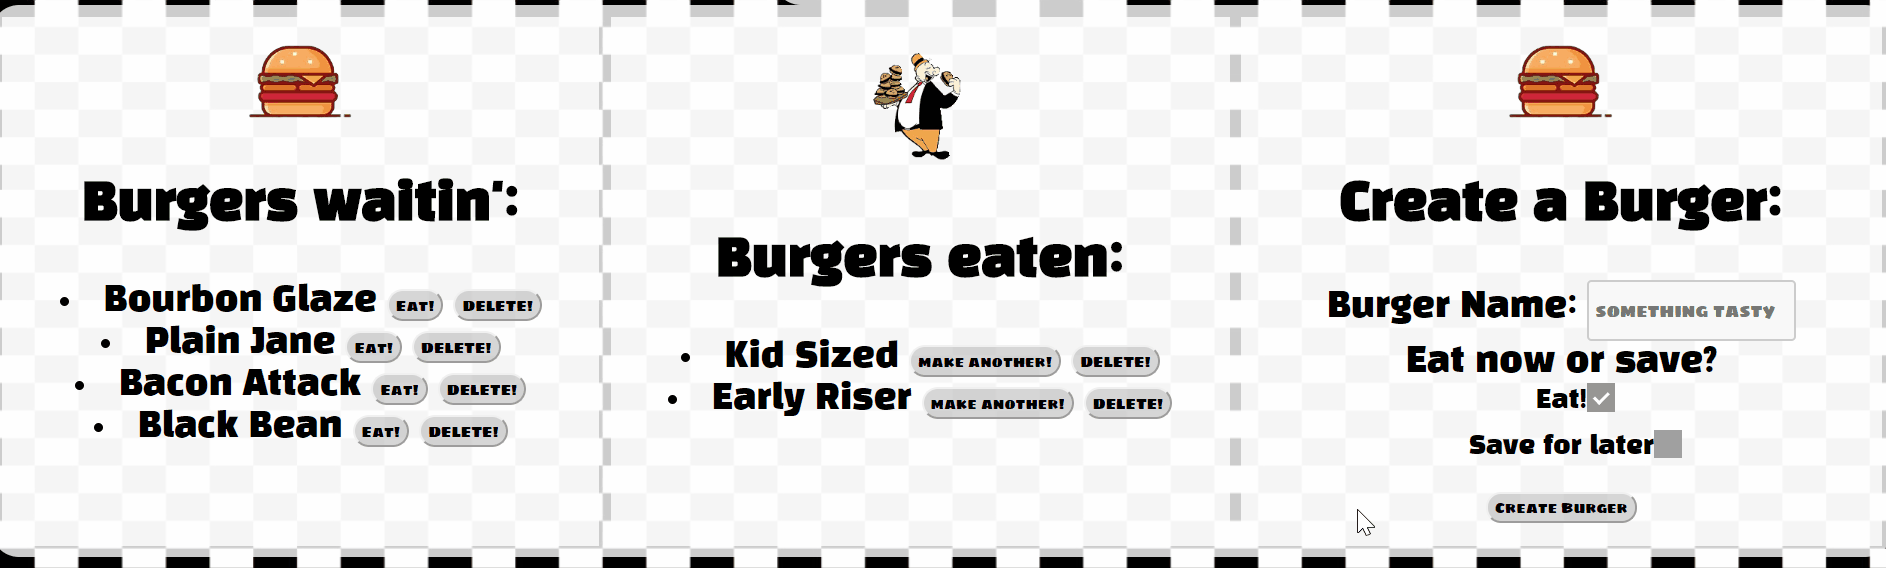 Burgers waitin':
Bourbon Glaze EAT! DELETE!
Plain Jane EAT! DELETE!
Bacon Attack EAT! DELETE!
Black Bean EAT! DELETE!
Burgers eaten:
Kid Sized MAKE ANOTHER! DELETE!
Early Riser MAKE ANOTHER! DELETE!
Create a Burger:
Burger Name: SOMETHING TASTY
Eat now or save?
Eat!
Save for later
CREATE BURGER